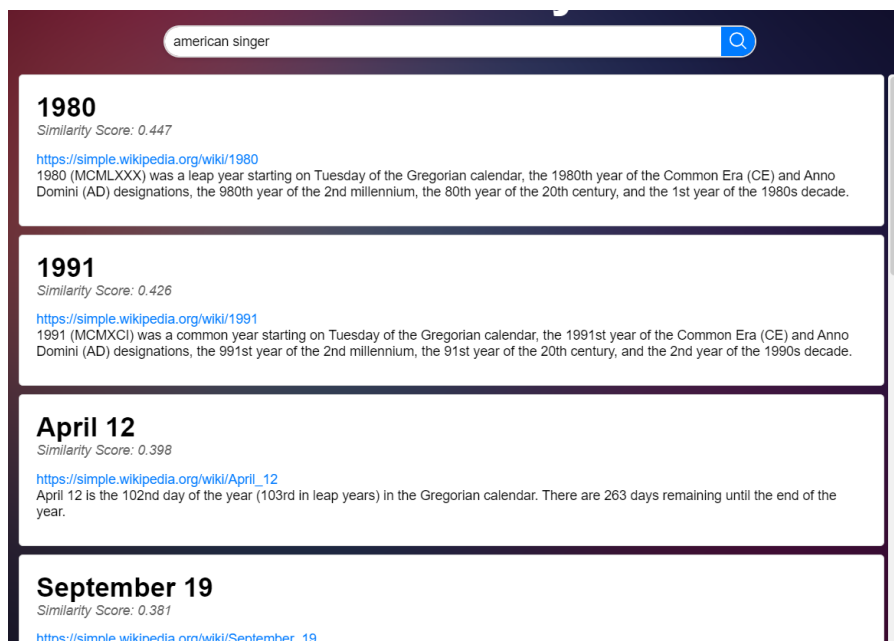 american singer
1980
Similarity Score: 0.447
https://simple.wikipedia.org/wiki/1980
1980 (MCMLXXX) was a leap year starting on Tuesday of the Gregorian calendar, the 1980th year of the Common Era (CE) and Anno
Domini (AD) designations, the 980th year of the 2nd millennium, the 80th year of the 20th century, and the 1st year of the 1980s decade.
1991
Similarity Score: 0.426
https://simple.wikipedia.org/wiki/1991
1991 (MCMXCI) was a common year starting on Tuesday of the Gregorian calendar, the 1991st year of the Common Era (CE) and Anno
Domini (AD) designations, the 991st year of the 2nd millennium, the 91st year of the 20th century, and the 2nd year of the 1990s decade.
April 12
Similarity Score: 0.398
https://simple.wikipedia.org/wiki/April_12
April 12 is the 102nd day of the year (103rd in leap years) in the Gregorian calendar. There are 263 days remaining until the end of the
year.
September 19
Similarity Score: 0.381
https://simple.wikipedia.org/wiki/September_19